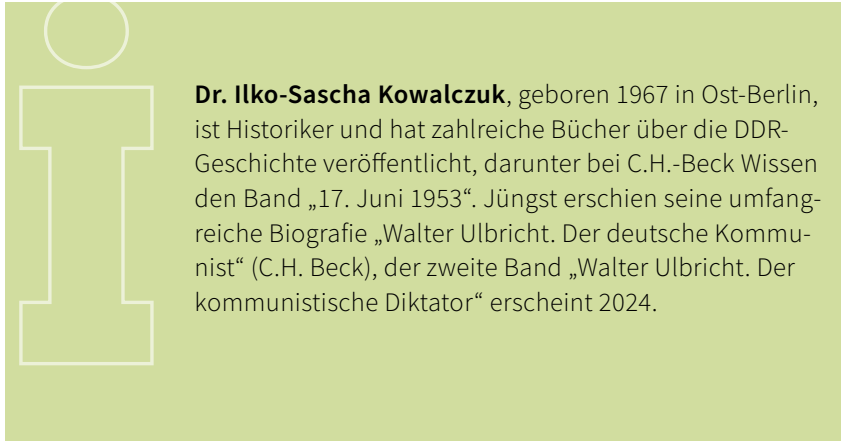 Dr. Ilko-Sascha Kowalczuk, geboren 1967 in Ost-Berlin,
ist Historiker und hat zahlreiche Bücher über die DDR-
Geschichte veröffentlicht, darunter bei C.H.-Beck Wissen
den Band „17. Juni 1953“. Jüngst erschien seine umfang-
reiche Biografie „Walter Ulbricht. Der deutsche Kommu-
nist“ (C.H. Beck), der zweite Band „Walter Ulbricht. Der
kommunistische Diktator“ erscheint 2024.